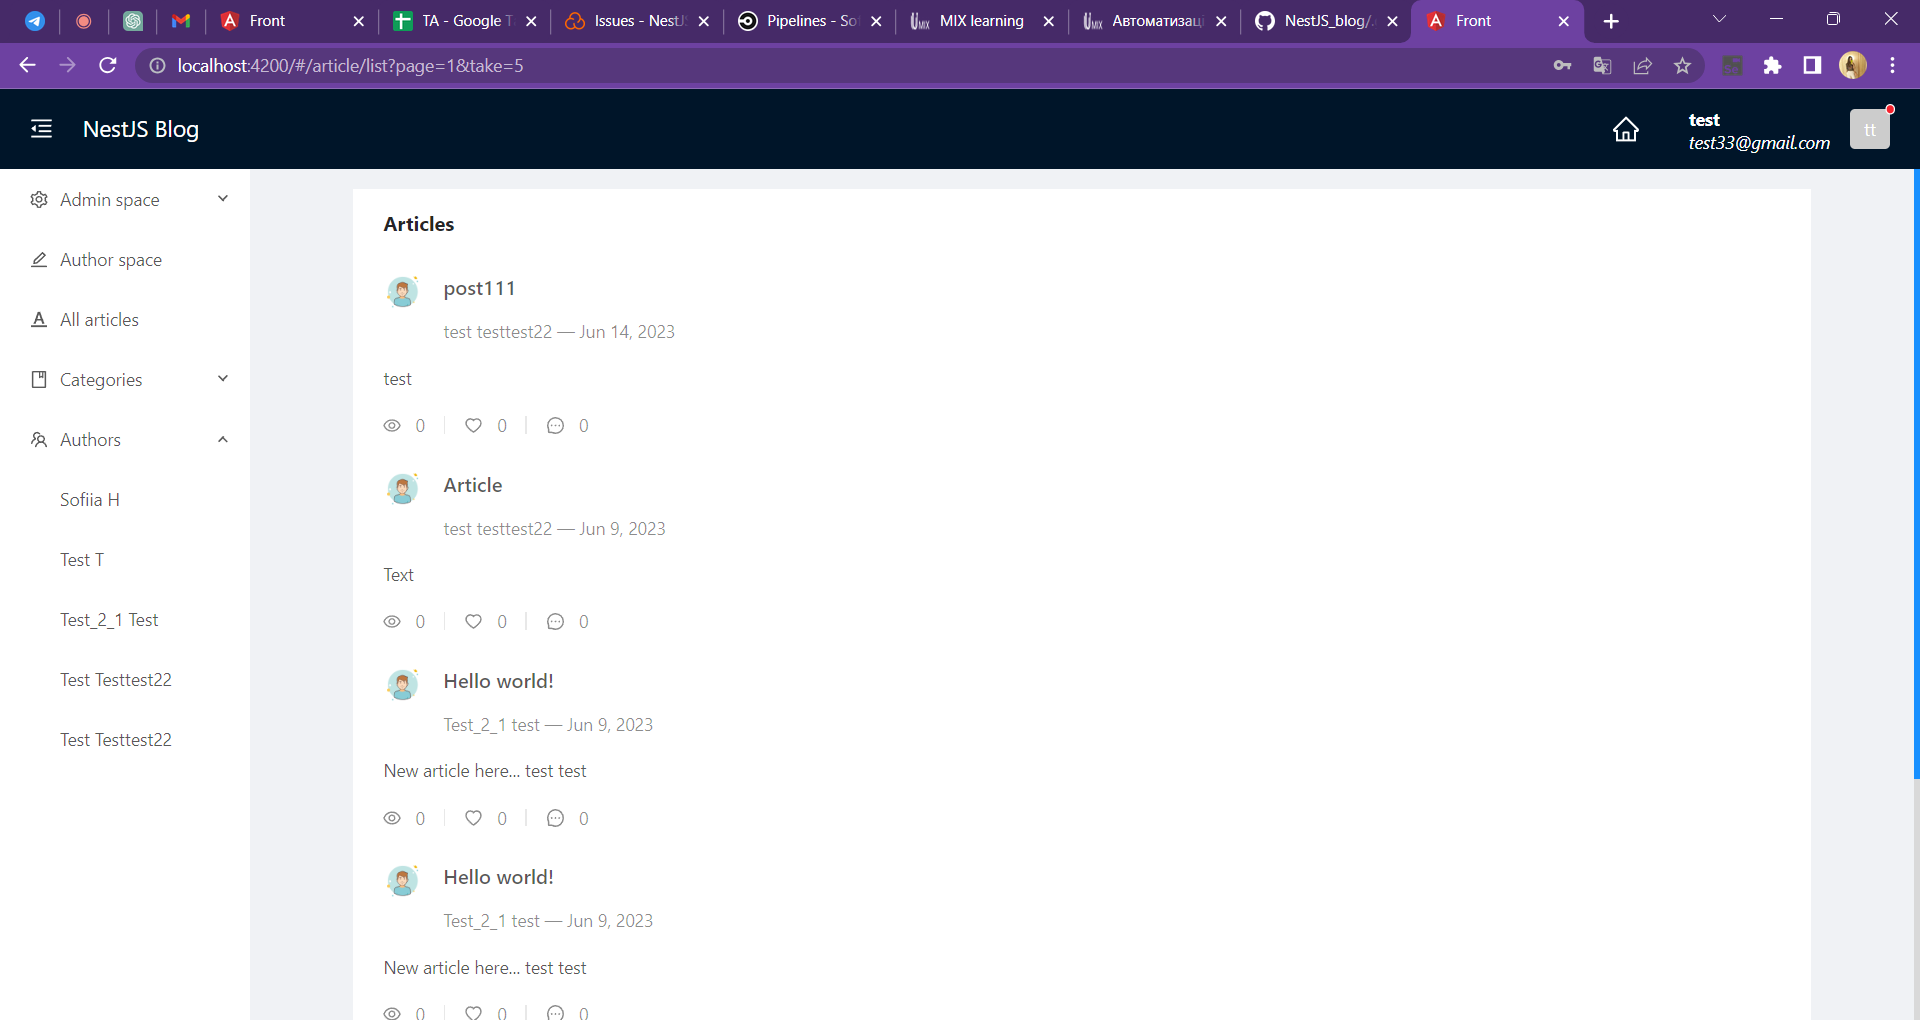 Front
TA - Google T
Issues - NestJS
Pipelines - Sof
MIX learning
Автоматизаці
NestJS_blog/.
Front
localhost:4200/#/article/list?page=1&take=5
NestJS Blog
test
test33@gmail.com
tt
Admin space
Author space
All articles
Categories
Authors
Sofiia H
Test T
Test_2_1 Test
Test Testtest22
Test Testtest22
Articles
post111
test testtest22 — Jun 14, 2023
test
0 0 0
Article
test testtest22 — Jun 9, 2023
Text
0 0 0
Hello world!
Test_2_1 test — Jun 9, 2023
New article here... test test
0 0 0
Hello world!
Test_2_1 test — Jun 9, 2023
New article here... test test
0 0 0